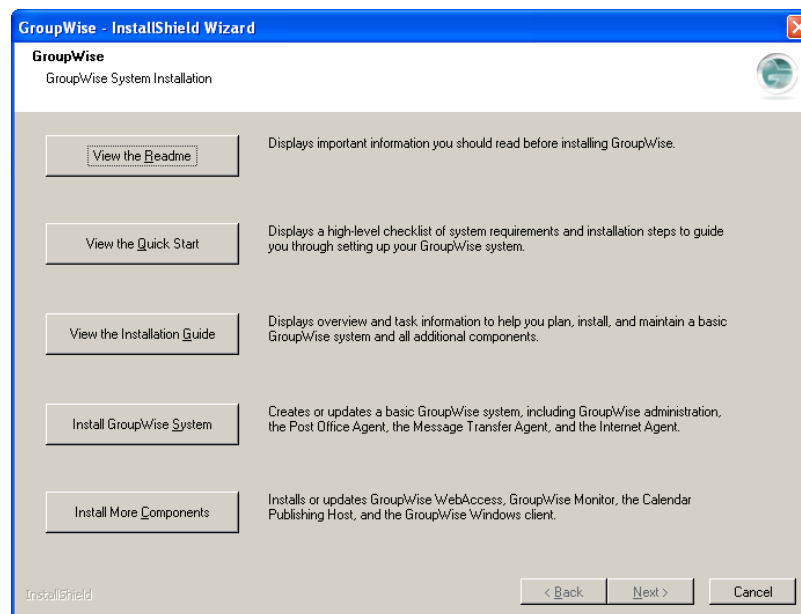 GroupWise - InstallShield Wizard
GroupWise
GroupWise System Installation
View the Readme
Displays important information you should read before installing GroupWise.
View the Quick Start
Displays a high-level checklist of system requirements and installation steps to guide
you through setting up your GroupWise system.
View the Installation Guide
Displays overview and task information to help you plan, install, and maintain a basic
GroupWise system and all additional components.
Install GroupWise System
Creates or updates a basic GroupWise system, including GroupWise administration,
the Post Office Agent, the Message Transfer Agent, and the Internet Agent.
Install More Components
Installs or updates GroupWise WebAccess, GroupWise Monitor, the Calendar
Publishing Host, and the GroupWise Windows client.
InstallShield
< Back
Next >
Cancel